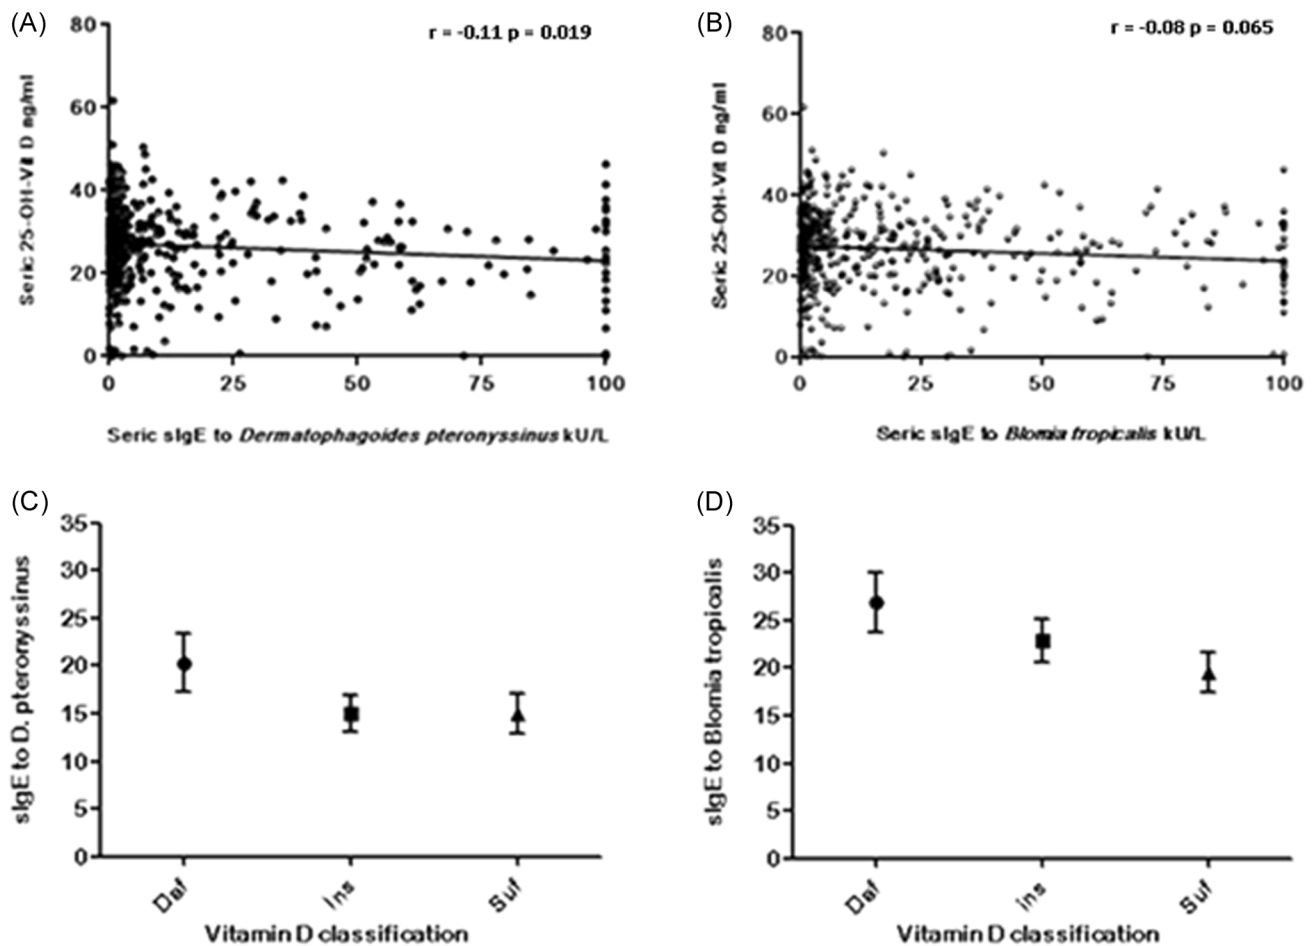 (A)
r = -0.11 p = 0.019
80
60
40
20
0
Seric 25-OH-Vit D ng/ml
0 25 50 75 100
Seric sIgE to Dermatophagoides pteronyssinus kU/L
(B)
r = -0.08 p = 0.065
80
60
40
20
0
Seric 25-OH-Vit D ng/ml
0 25 50 75 100
Seric sIgE to Blomia tropicalis kU/L
(C)
35
30
25
20
15
10
5
0
sIgE to D. pteronyssinus
Def Ins Suf
Vitamin D classification
(D)
35
30
25
20
15
10
5
0
sIgE to Blomia tropicalis
Def Ins Suf
Vitamin D classification